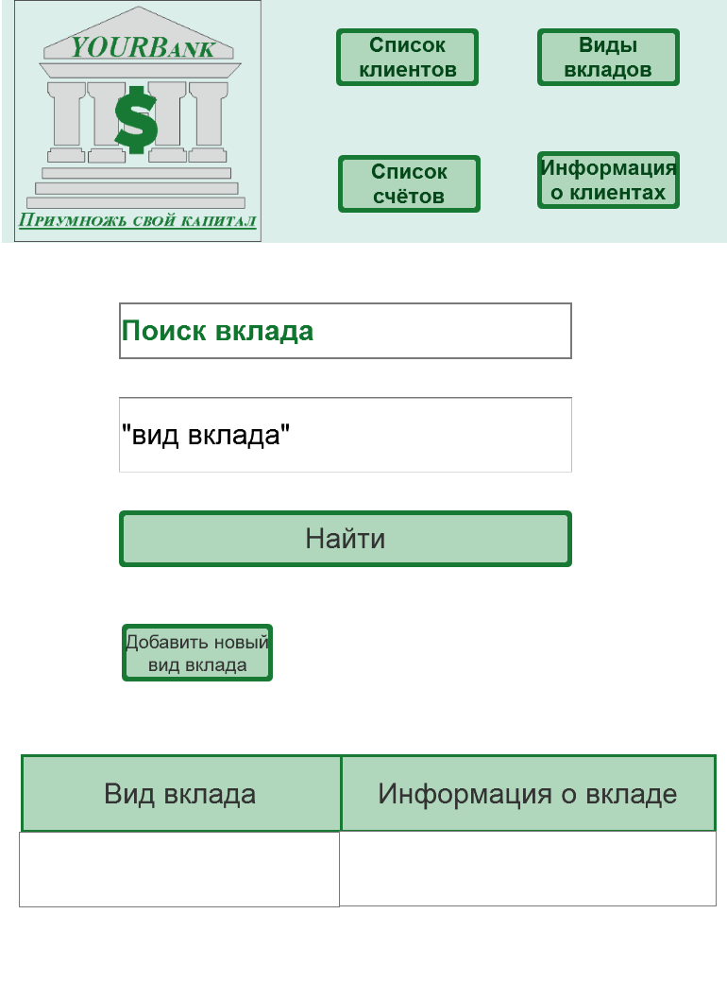 YOURBANK
$
ПРИУМНОЖЬ СВОЙ КАПИТАЛ
Список
клиентов
Виды
вкладов
Список
счётов
Информация
о клиентах
Поиск вклада
"вид вклада"
Найти
Добавить новый
вид вклада
Вид вклада
Информация о вкладе